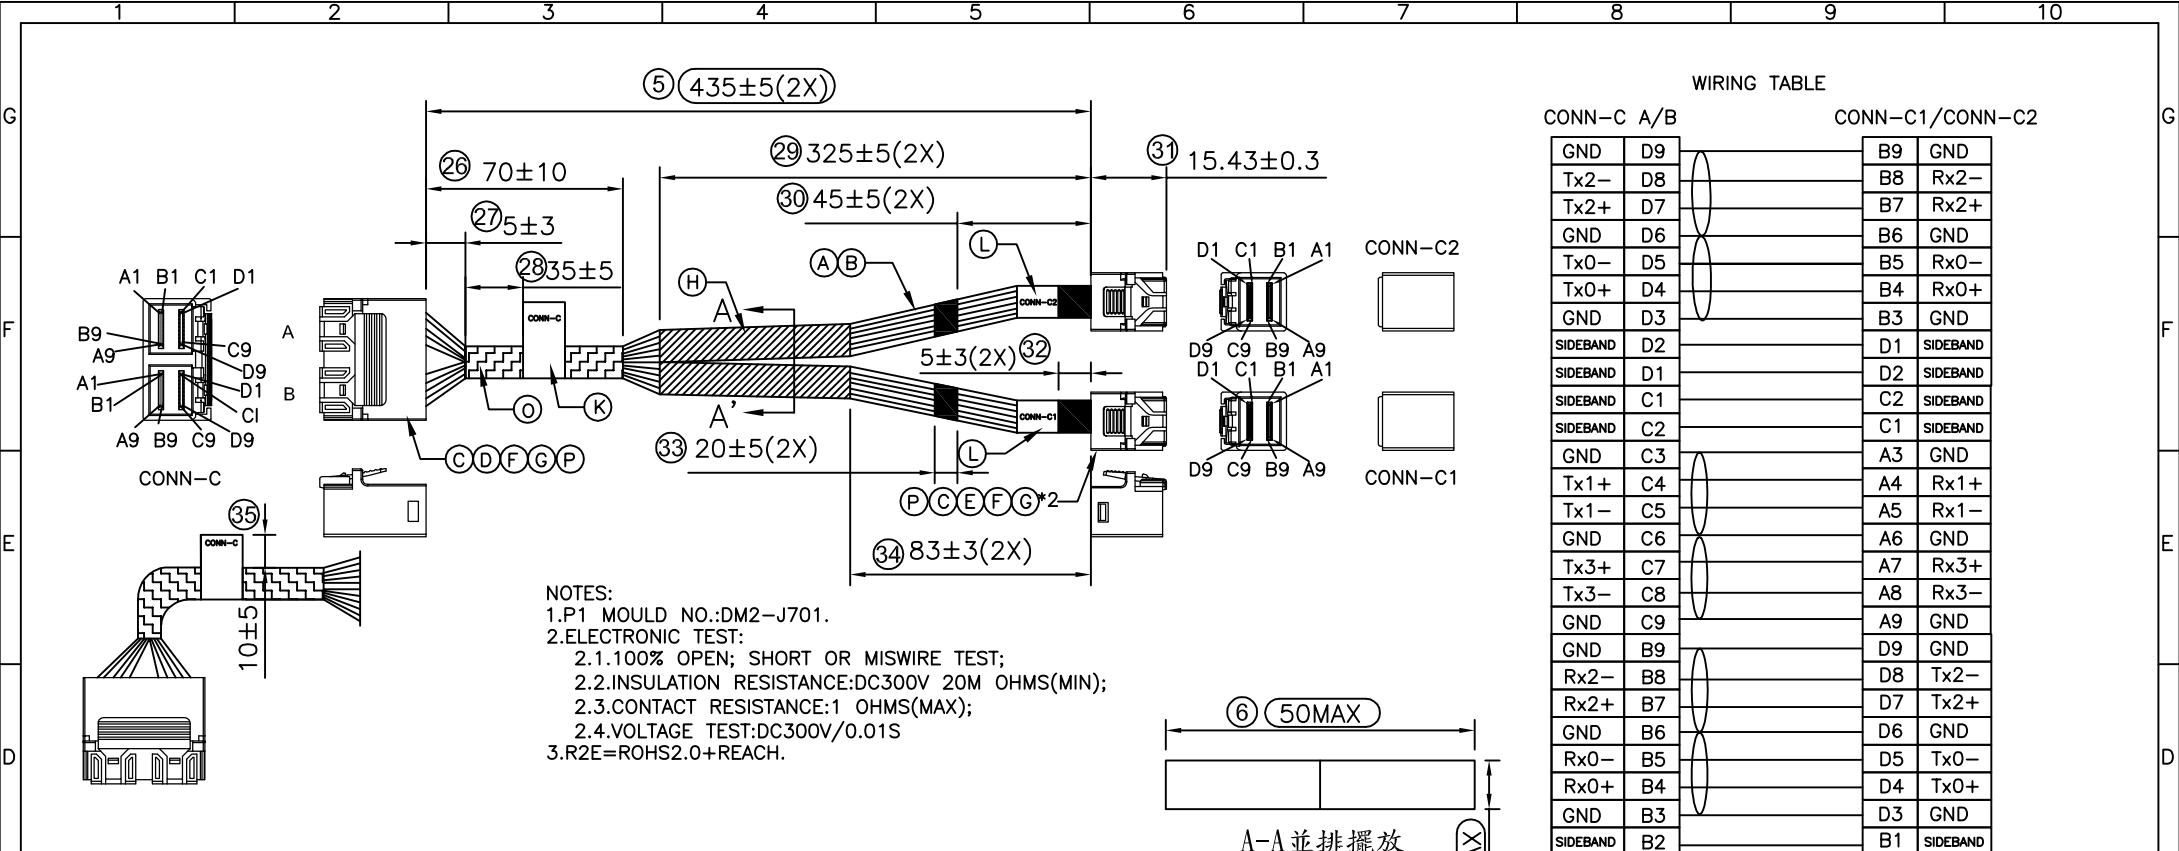 1 2 3 4 5 6 7 8 9 10
G G
F F
E E
D D
⑤ 435±5(2X)
㉖ 70±10
㉙ 325±5(2X)
㉛ 15.43±0.3
㉚ 45±5(2X)
㉗ 5±3
㉘ 35±5
A1 B1 C1 D1
B9
A9
C9
D9
A1
B1
D1
CI
A9 B9 C9 D9
CONN-C
A
B
CONN-C
H
A
A'
A B
L
CONN-C2
D1 C1 B1 A1
CONN-C2
D9 C9 B9 A9
5±3(2X) ㉜
D1 C1 B1 A1
O
K
CONN-C1
L
D9 C9 B9 A9
CONN-C1
C D F G P
㉝ 20±5(2X)
P C E F G *2
㉞ 83±3(2X)
㉟
CONN-C
10±5
NOTES:
1.P1 MOULD NO.:DM2-J701.
2.ELECTRONIC TEST:
2.1.100% OPEN; SHORT OR MISWIRE TEST;
2.2.INSULATION RESISTANCE:DC300V 20M OHMS(MIN);
2.3.CONTACT RESISTANCE:1 OHMS(MAX);
2.4.VOLTAGE TEST:DC300V/0.01S
3.R2E=ROHS2.0+REACH.
⑥ 50MAX
A-A並排擺放
X
WIRING TABLE
CONN-C A/B CONN-C1/CONN-C2
GND D9 B9 GND
Tx2- D8 B8 Rx2-
Tx2+ D7 B7 Rx2+
GND D6 B6 GND
Tx0- D5 B5 Rx0-
Tx0+ D4 B4 Rx0+
GND D3 B3 GND
SIDEBAND D2 D1 SIDEBAND
SIDEBAND D1 D2 SIDEBAND
SIDEBAND C1 C2 SIDEBAND
SIDEBAND C2 C1 SIDEBAND
GND C3 A3 GND
Tx1+ C4 A4 Rx1+
Tx1- C5 A5 Rx1-
GND C6 A6 GND
Tx3+ C7 A7 Rx3+
Tx3- C8 A8 Rx3-
GND C9 A9 GND
GND B9 D9 GND
Rx2- B8 D8 Tx2-
Rx2+ B7 D7 Tx2+
GND B6 D6 GND
Rx0- B5 D5 Tx0-
Rx0+ B4 D4 Tx0+
GND B3 D3 GND
SIDEBAND B2 B1 SIDEBAND